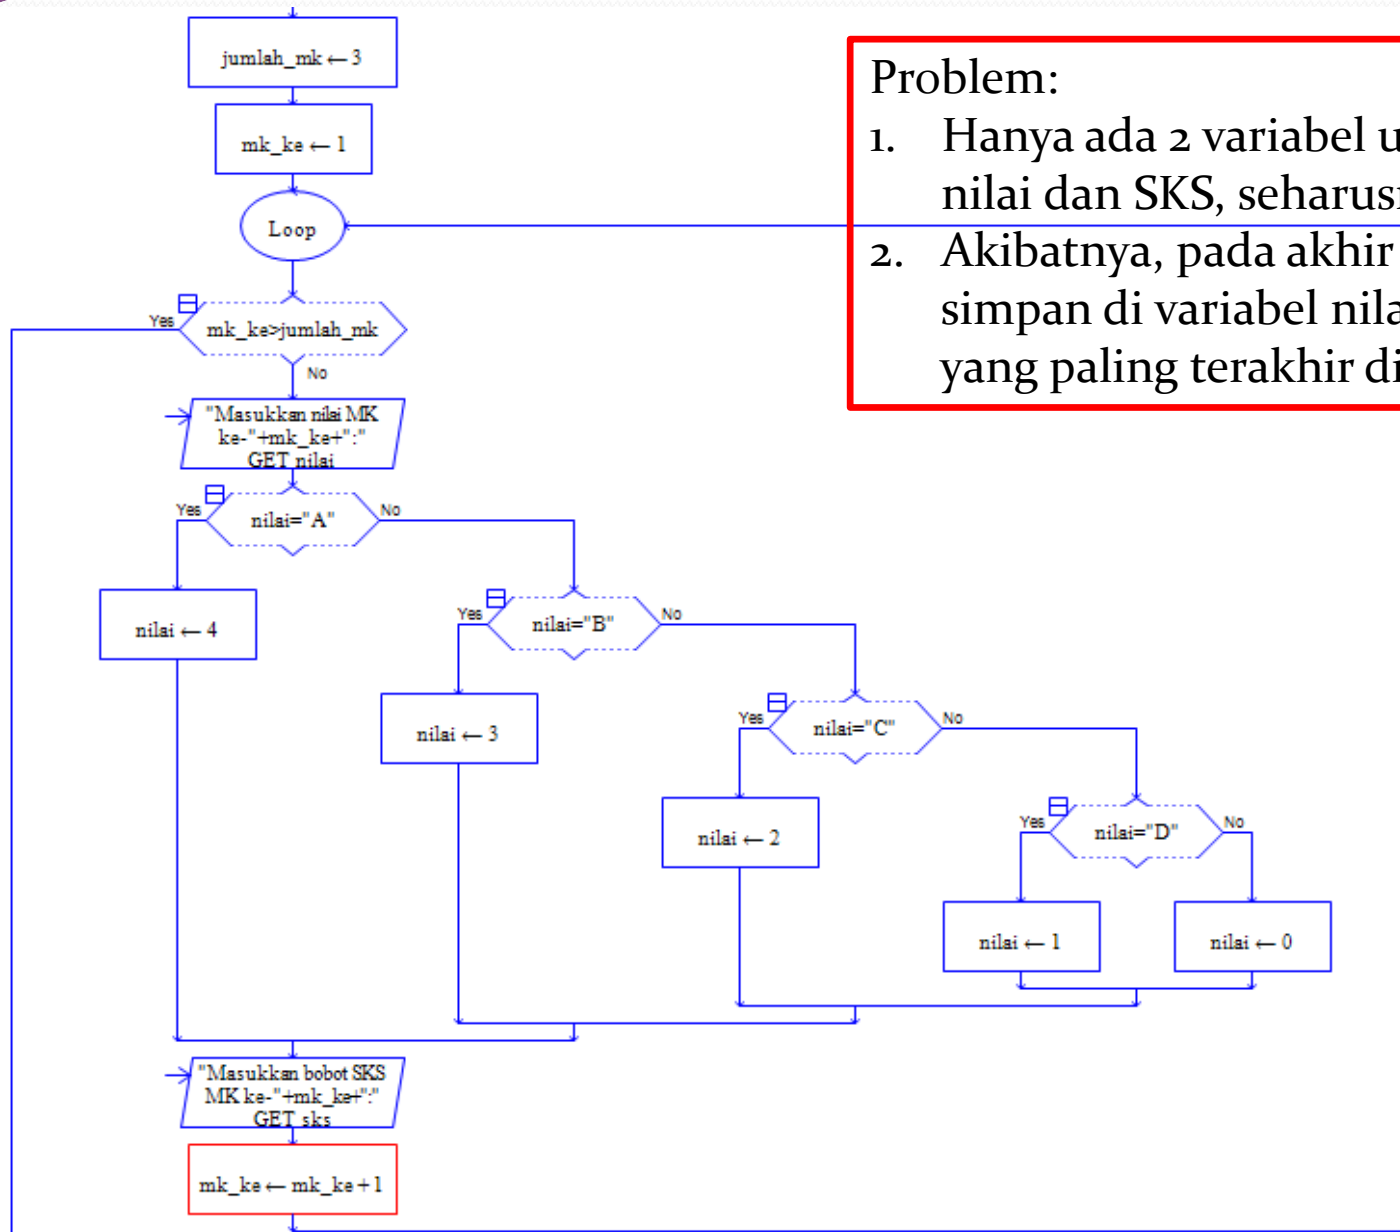 jumlah_mk ← 3
mk_ke ← 1
Loop
Problem:
1. Hanya ada 2 variabel
nilai dan SKS,
2. Akibatnya, pada akhir
simpan di variabel
yang paling terakhir
Yes
mk_ke>jumlah_mk
No
"Masukkan nilai MK
ke-"+mk_ke+":"
GET nilai
Yes
nilai="A"
No
nilai ← 4
Yes
nilai="B"
No
nilai ← 3
Yes
nilai="C"
No
nilai ← 2
Yes
nilai="D"
No
nilai ← 1
nilai ← 0
"Masukkan bobot SKS
MK ke-"+mk_ke+":"
GET sks
mk_ke ← mk_ke + 1